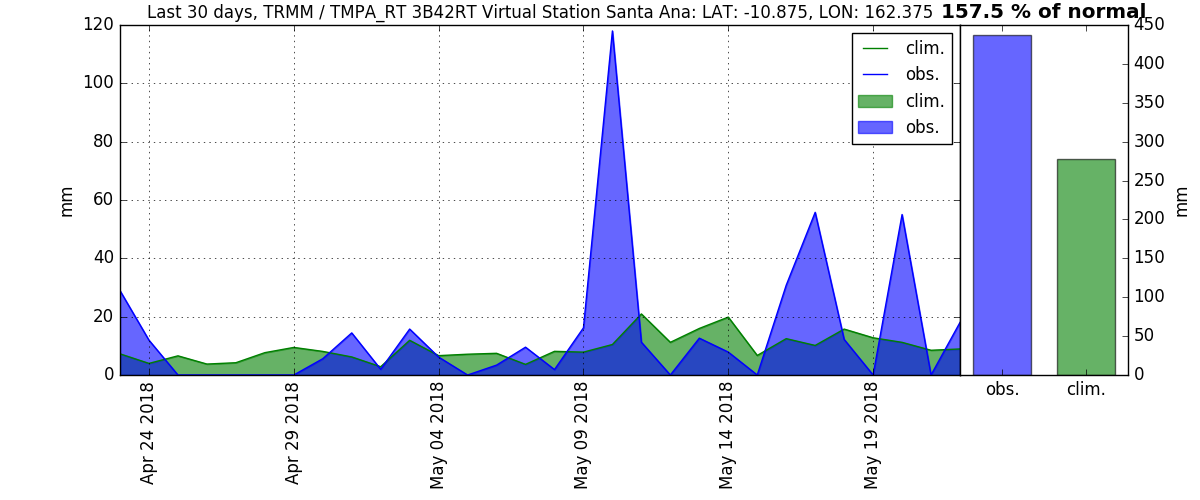 Last 30 days, TRMM / TMPA_RT 3B42RT Virtual Station Santa Ana: LAT: -10.875, LON: 162.375 157.5 % of normal
120
100
80
60
40
20
0
mm
clim.
obs.
clim.
obs.
Apr 24 2018
Apr 29 2018
May 04 2018
May 09 2018
May 14 2018
May 19 2018
450
400
350
300
250
200
150
100
50
0
mm
obs.
clim.